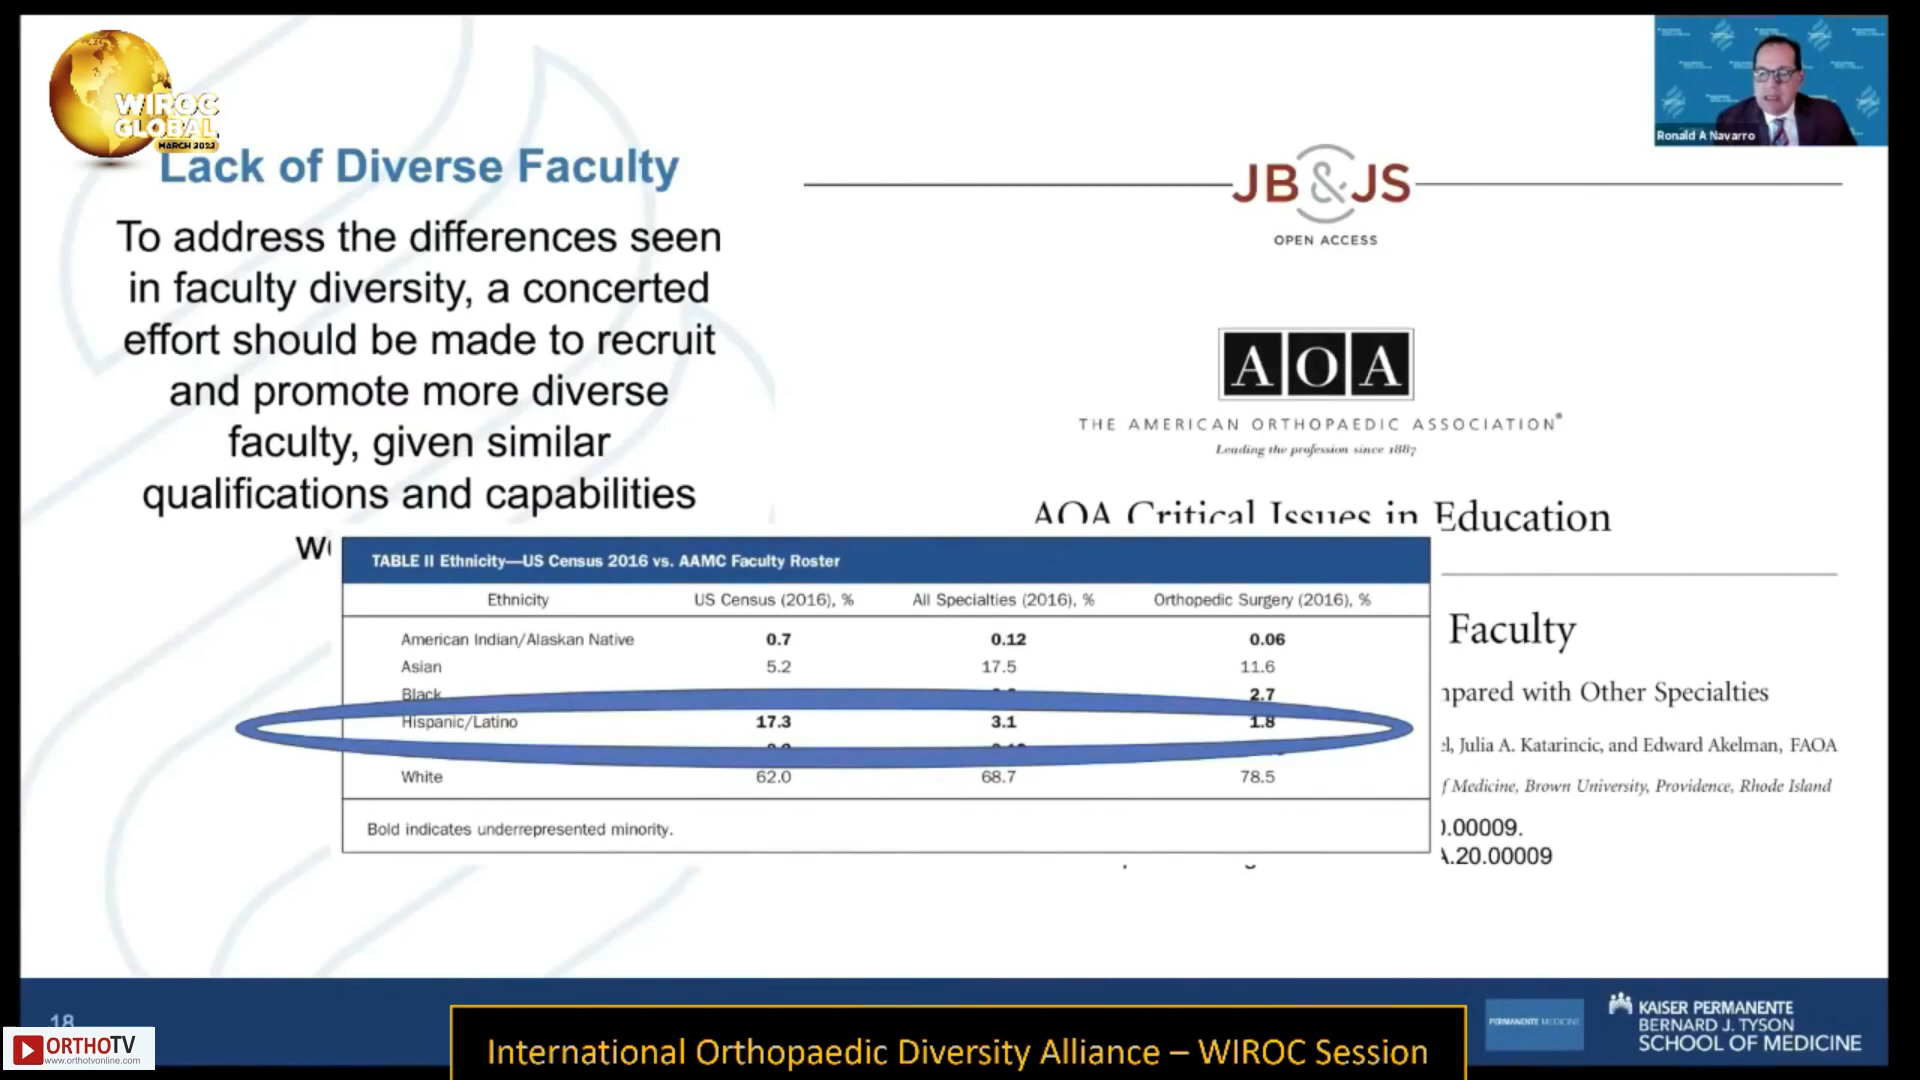 WIROC
GLOBAL
MARCH 2022
Ronald A Navarro
Lack of Diverse Faculty
To address the differences seen
in faculty diversity, a concerted
effort should be made to recruit
and promote more diverse
faculty, given similar
qualifications and capabilities
JB&JS
OPEN ACCESS
AOA
THE AMERICAN ORTHOPAEDIC ASSOCIATION®
Leading the profession since 1887
AOA Critical Issues in Education
Faculty
with Other Specialties
Julia A. Katarincic, and Edward Akelman, FAOA
Medicine, Brown University, Providence, Rhode Island
.00009.
.20.00009
TABLE II Ethnicity—US Census 2016 vs. AAMC Faculty Roster
Ethnicity US Census (2016), % All Specialties (2016), % Orthopedic Surgery (2016), %
American Indian/Alaskan Native 0.7 0.12 0.06
Asian 5.2 17.5 11.6
Black 2.7
Hispanic/Latino 17.3 3.1 1.8
White 62.0 68.7 78.5
Bold indicates underrepresented minority.
18
ORTHOTV
www.orthotvonline.com
International Orthopaedic Diversity Alliance – WIROC Session
PERMANENTE MEDICINE
KAISER PERMANENTE
BERNARD J. TYSON
SCHOOL OF MEDICINE